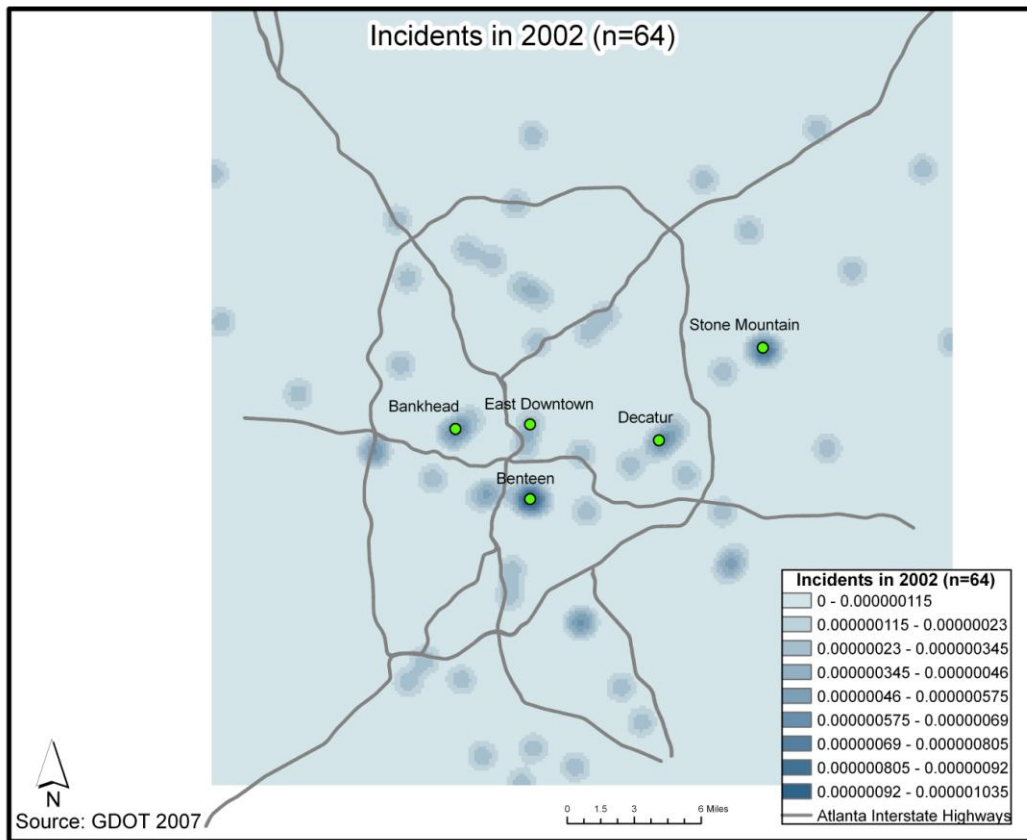 Incidents in 2002 (n=64)
Stone Mountain
Bankhead
East Downtown
Decatur
Benteen
Incidents in 2002 (n=64)
0 - 0.000000115
0.000000115 - 0.00000023
0.00000023 - 0.000000345
0.000000345 - 0.00000046
0.00000046 - 0.000000575
0.000000575 - 0.00000069
0.00000069 - 0.000000805
0.000000805 - 0.00000092
0.00000092 - 0.000001035
Atlanta Interstate Highways
N
0 1.5 3 6 Miles
Source: GDOT 2007